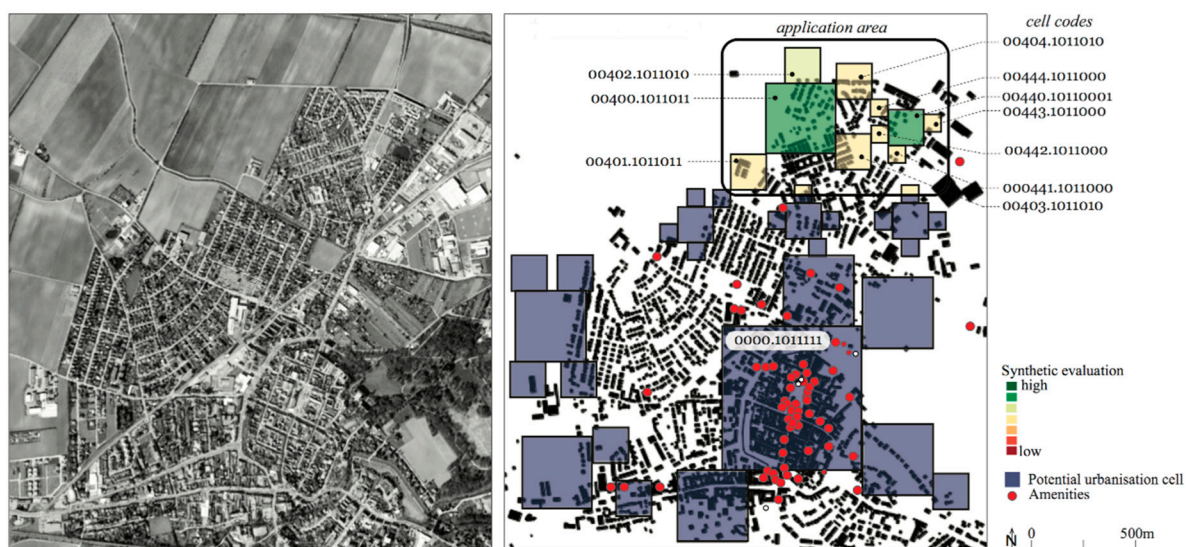 application area
cell codes
00404.1011010
00402.1011010
00444.1011000
00400.1011011
00440.10110001
00443.1011000
00442.1011000
00401.1011011
000441.1011000
00403.1011010
0000.1011111
Synthetic evaluation
high
low
Potential urbanisation cell
Amenities
N
0
500m